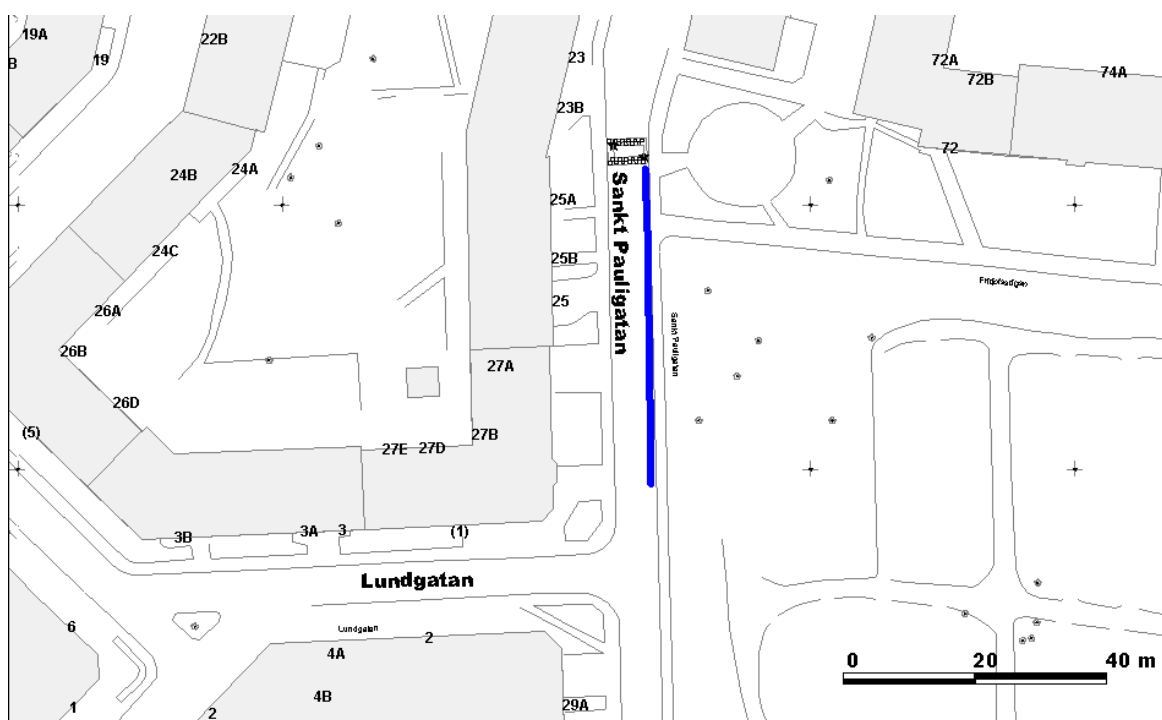 19A
22B
23
72A
B
19
72B
74A
23B
72
24A
24B
Sankt Pauligatan
25A
24C
25B
Fridofsstigen
26A
25
Sankt Pauligatan
26B
27A
26D
(5)
27B
27E
27D
3B
3A
3
(1)
Lundgatan
6
Lundgatan
2
4A
0
20
40 m
4B
1
2
29A